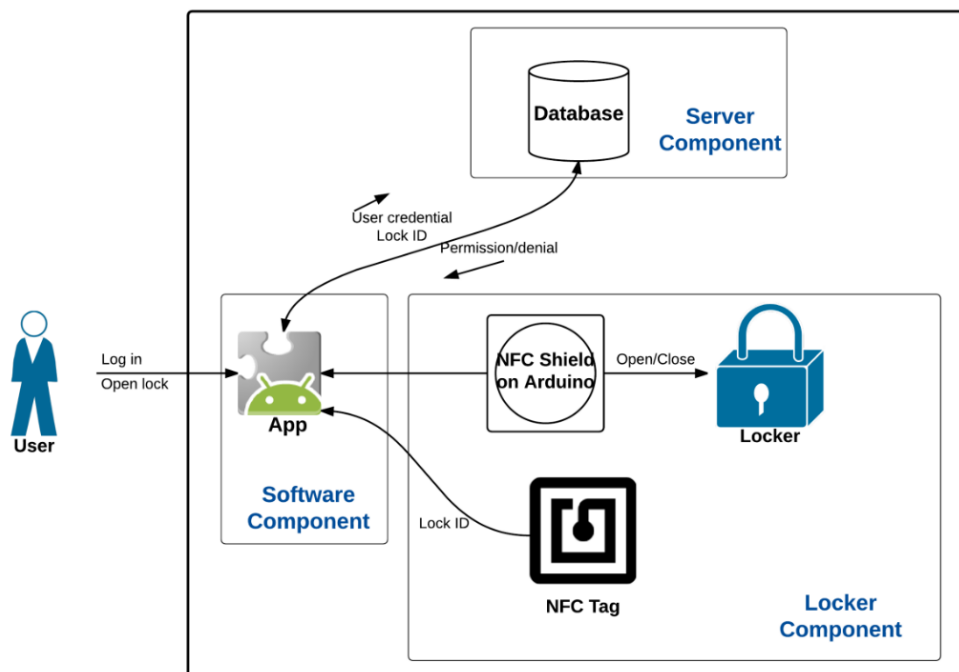 Database
Server
Component
User credential
Lock ID
Permission/denial
Log in
Open lock
User
App
Software
Component
NFC Shield
on Arduino
Open/Close
Locker
Lock ID
NFC Tag
Locker
Component